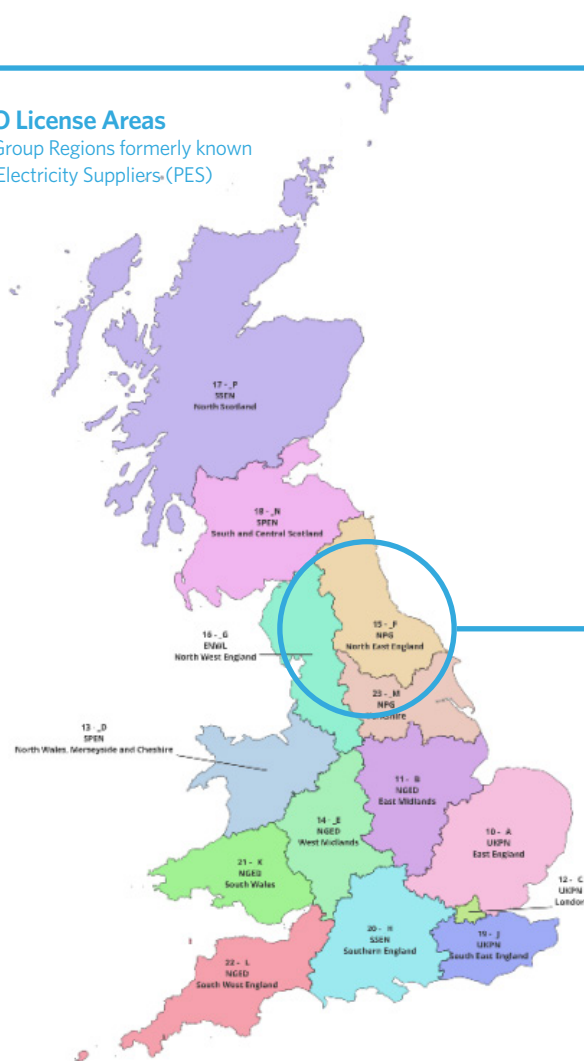 O License Areas
Group Regions formerly known
Electricity Suppliers (PES)
17 - _P
SSEN
North Scotland
18 - _N
SPEN
South and Central Scotland
15 - _F
NPG
North East England
16 - _G
ENWL
North West England
23 - _M
NPG
13 - _D
SPEN
North Wales, Merseyside and Cheshire
11 - B
NGED
East Midlands
14 - _E
NGED
West Midlands
10 - A
UKPN
East England
12 - C
UKPN
London
21 - K
NGED
South Wales
20 - H
SSEN
Southern England
19 - J
UKPN
South East England
22 - L
NGED
South West England